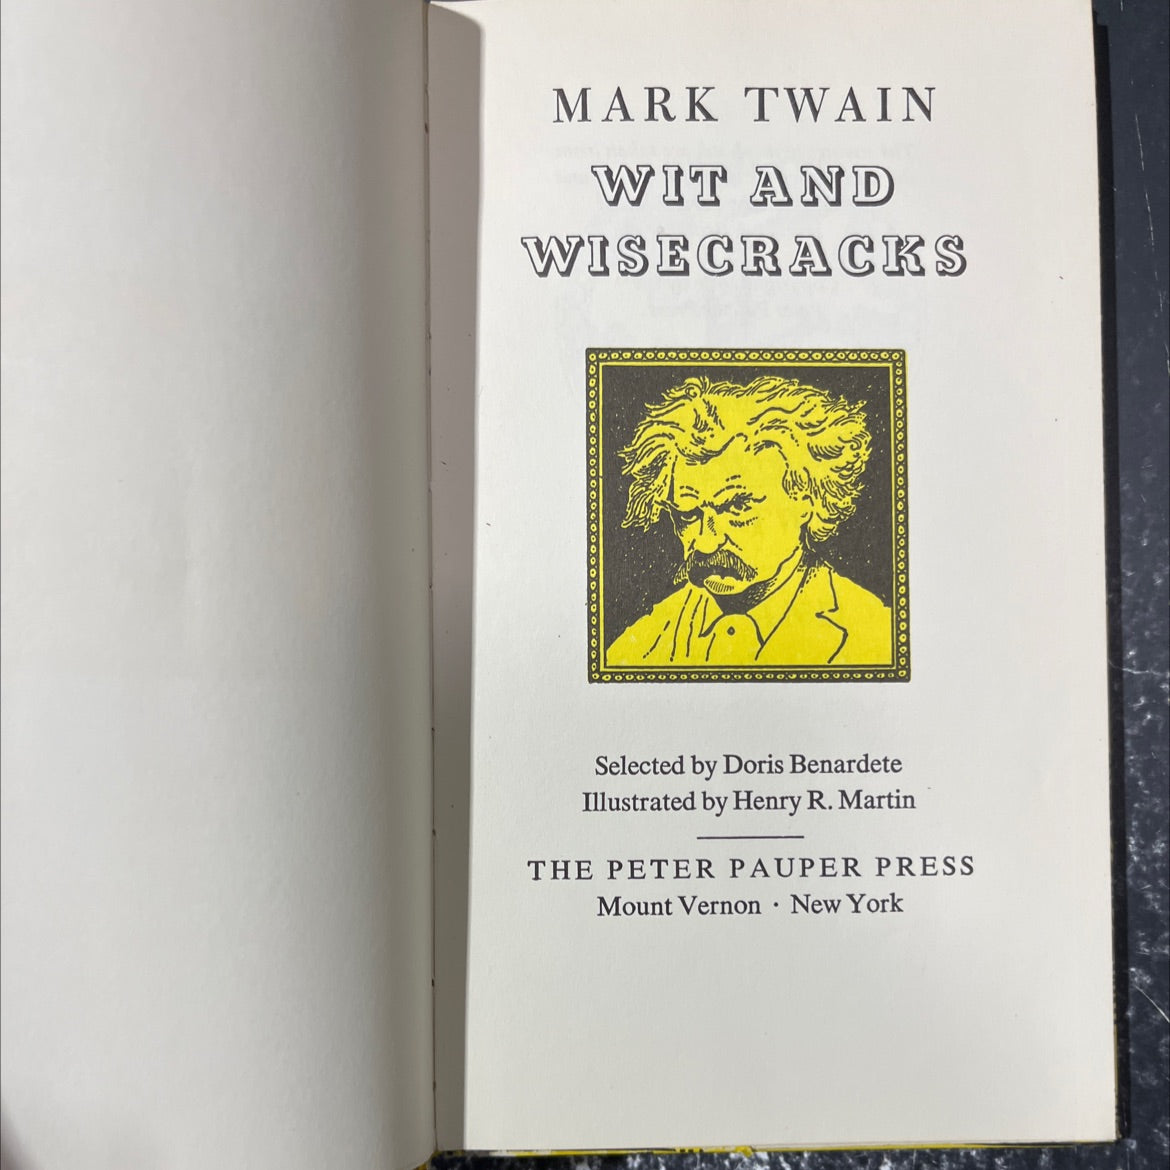 MARK TWAIN
WIT AND
WISECRACKS
Selected by Doris Benardete
Illustrated by Henry R. Martin
THE PETER PAUPER PRESS
Mount Vernon · New York